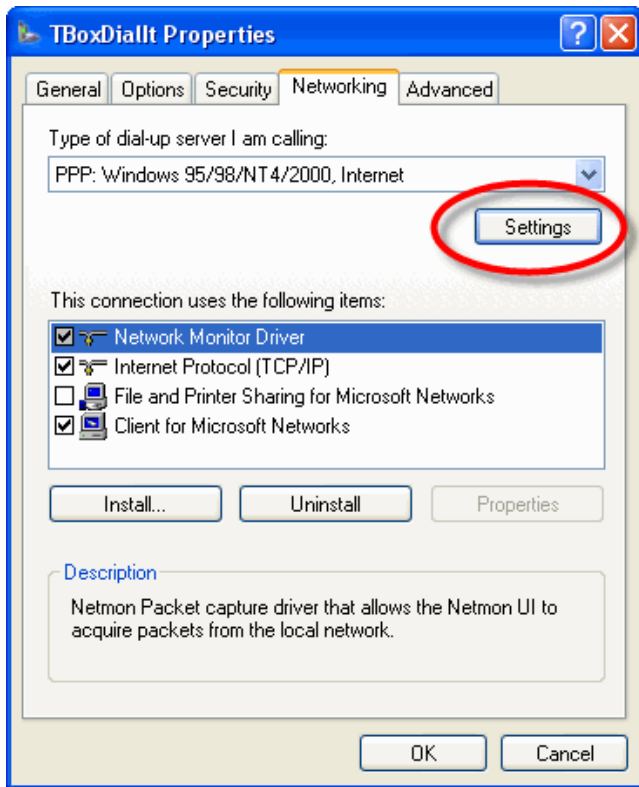 TBoxDialIt Properties
?
X
General Options Security Networking Advanced
Type of dial-up server I am calling:
PPP: Windows 95/98/NT4/2000, Internet
Settings
This connection uses the following items:
Network Monitor Driver
Internet Protocol (TCP/IP)
File and Printer Sharing for Microsoft Networks
Client for Microsoft Networks
Install... Uninstall Properties
Description
Netmon Packet capture driver that allows the Netmon UI to
acquire packets from the local network.
OK Cancel